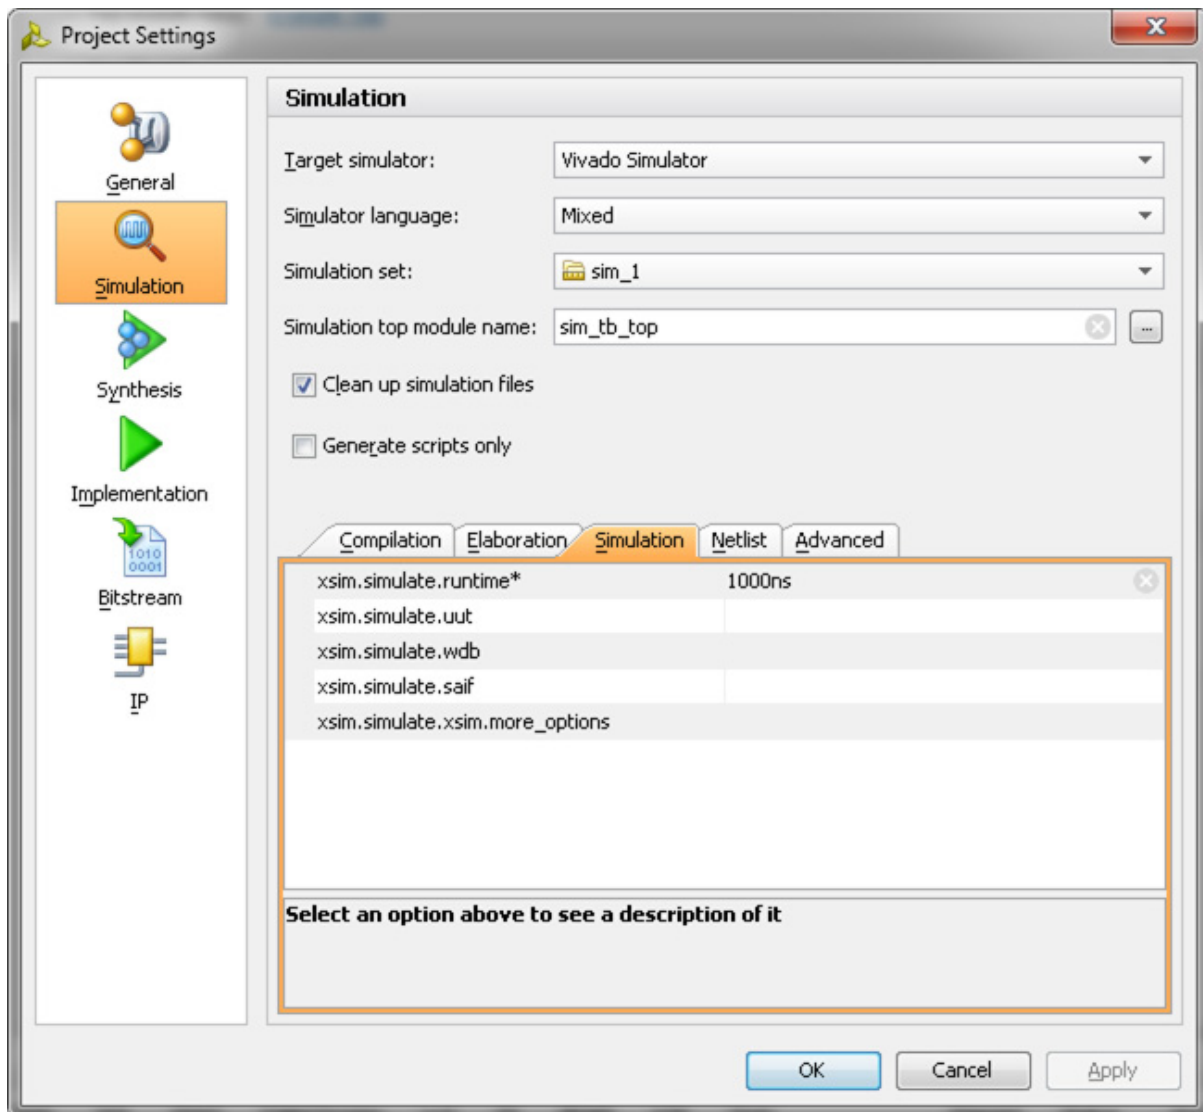 Project Settings
General
Simulation
Synthesis
Implementation
1010
0001
Bitstream
IP
Simulation
Target simulator: Vivado Simulator
Simulator language: Mixed
Simulation set: sim_1
Simulation top module name: sim_tb_top ...
Clean up simulation files
Generate scripts only
Compilation Elaboration Simulation Netlist Advanced
xsim.simulate.runtime* 1000ns
xsim.simulate.uut
xsim.simulate.wdb
xsim.simulate.saif
xsim.simulate.xsim.more_options
Select an option above to see a description of it
OK Cancel Apply